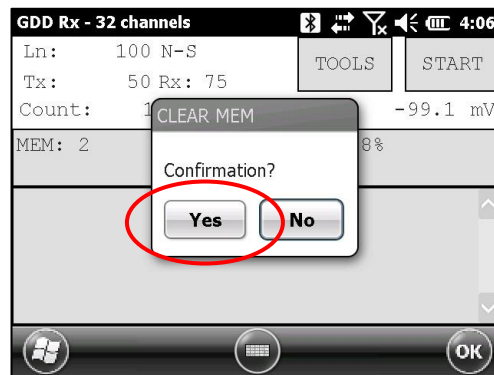 GDD Rx - 32 channels 4:06
Ln: 100 N-S
TOOLS START
Tx: 50 Rx: 75
Count: 1 -99.1 mV
CLEAR MEM
MEM: 2 8%
Confirmation?
Yes No
OK